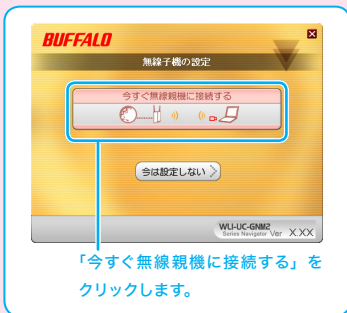 BUFFALO
無線子機の設定
今すぐ無線親機に接続する
今は設定しない
WLI-UC-GNM2
Series Navigator Ver X.XX
「今すぐ無線親機に接続する」を
クリックします。